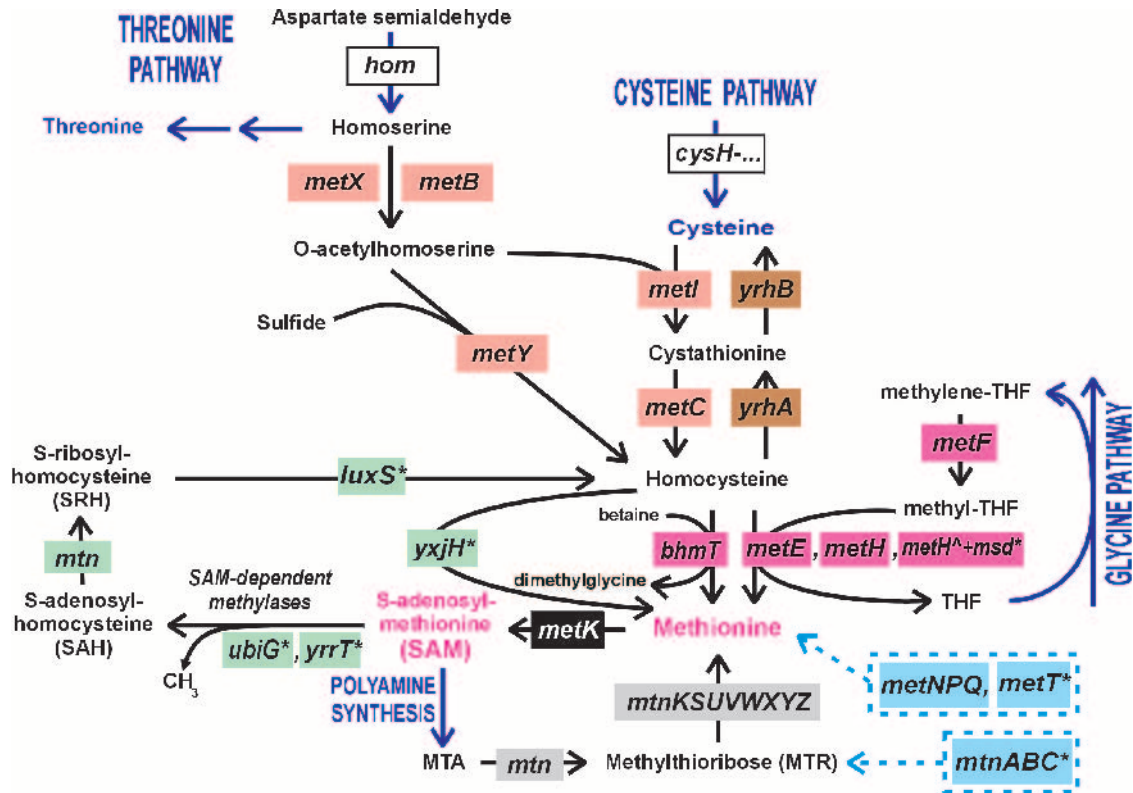 Aspartate semialdehyde
THREONINE
PATHWAY
hom
CYSTEINE PATHWAY
Threonine
Homoserine
cysH-...
metX
metB
Cysteine
O-acetylhomoserine
metI
yrhB
Sulfide
metY
Cystathionine
metC
yrhA
methylene-THF
metF
GLYCINE PATHWAY
S-ribosyl-
homocysteine
(SRH)
luxS*
Homocysteine
methyl-THF
betaine
mtn
yxjH*
bhmT
metE , metH , metH^+msd*
SAM-dependent
methylases
dimethylglycine
THF
S-adenosyl-
homocysteine
(SAH)
S-adenosyl-
methionine
(SAM)
metK
Methionine
ubiG* , yrrT*
CH3
metNPQ, metT*
POLYAMINE
SYNTHESIS
mtnKSUVWXYZ
MTA
mtn
Methylthioribose (MTR)
mtnABC*